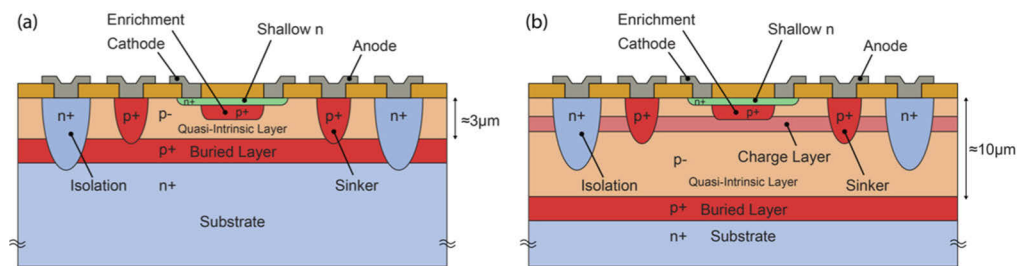 (a)
Enrichment
Shallow n
Cathode
Anode
n+
n+
p+
p-
p+
p+
n+
Quasi-Intrinsic Layer
≈3μm
p+ Buried Layer
Isolation
n+
Sinker
Substrate
(b)
Enrichment
Shallow n
Cathode
Anode
n+
n+
p+
p+
p+
n+
Charge Layer
p-
≈10μm
Isolation
Quasi-Intrinsic Layer
Sinker
p+ Buried Layer
n+ Substrate